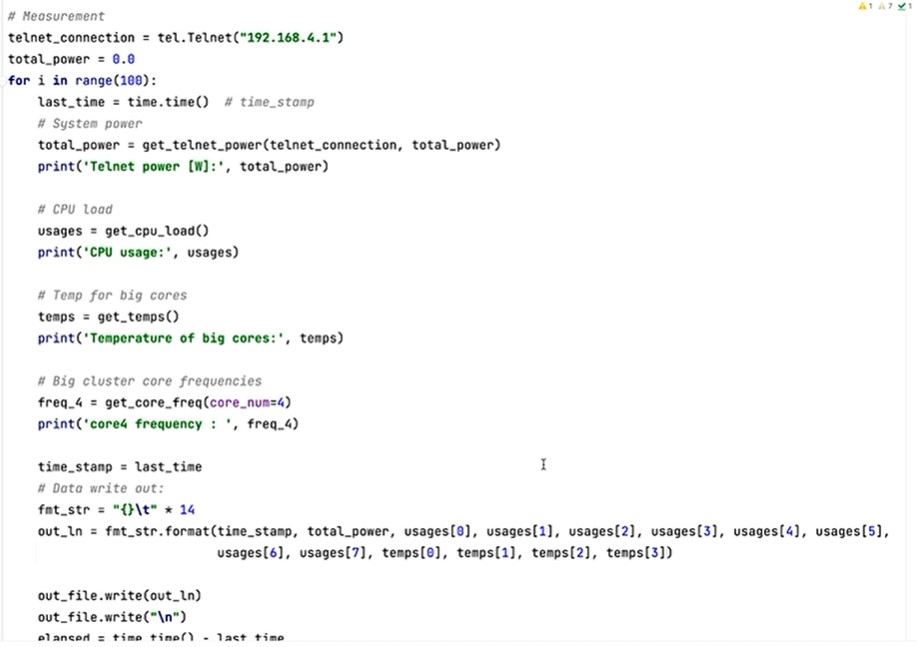 # Measurement
telnet_connection = tel.Telnet("192.168.4.1")
total_power = 0.0
for i in range(100):
    last_time = time.time()  # time_stamp
    # System power
    total_power = get_telnet_power(telnet_connection, total_power)
    print('Telnet power [W]:', total_power)

    # CPU load
    usages = get_cpu_load()
    print('CPU usage:', usages)

    # Temp for big cores
    temps = get_temps()
    print('Temperature of big cores:', temps)

    # Big cluster core frequencies
    freq_4 = get_core_freq(core_num=4)
    print('core4 frequency : ', freq_4)

    time_stamp = last_time
    # Data write out:
    fmt_str = "{}\t" * 14
    out_ln = fmt_str.format(time_stamp, total_power, usages[0], usages[1], usages[2], usages[3], usages[4], usages[5],
                            usages[6], usages[7], temps[0], temps[1], temps[2], temps[3])

    out_file.write(out_ln)
    out_file.write("\n")
    elapsed = time.time() - last_time
1 7 1